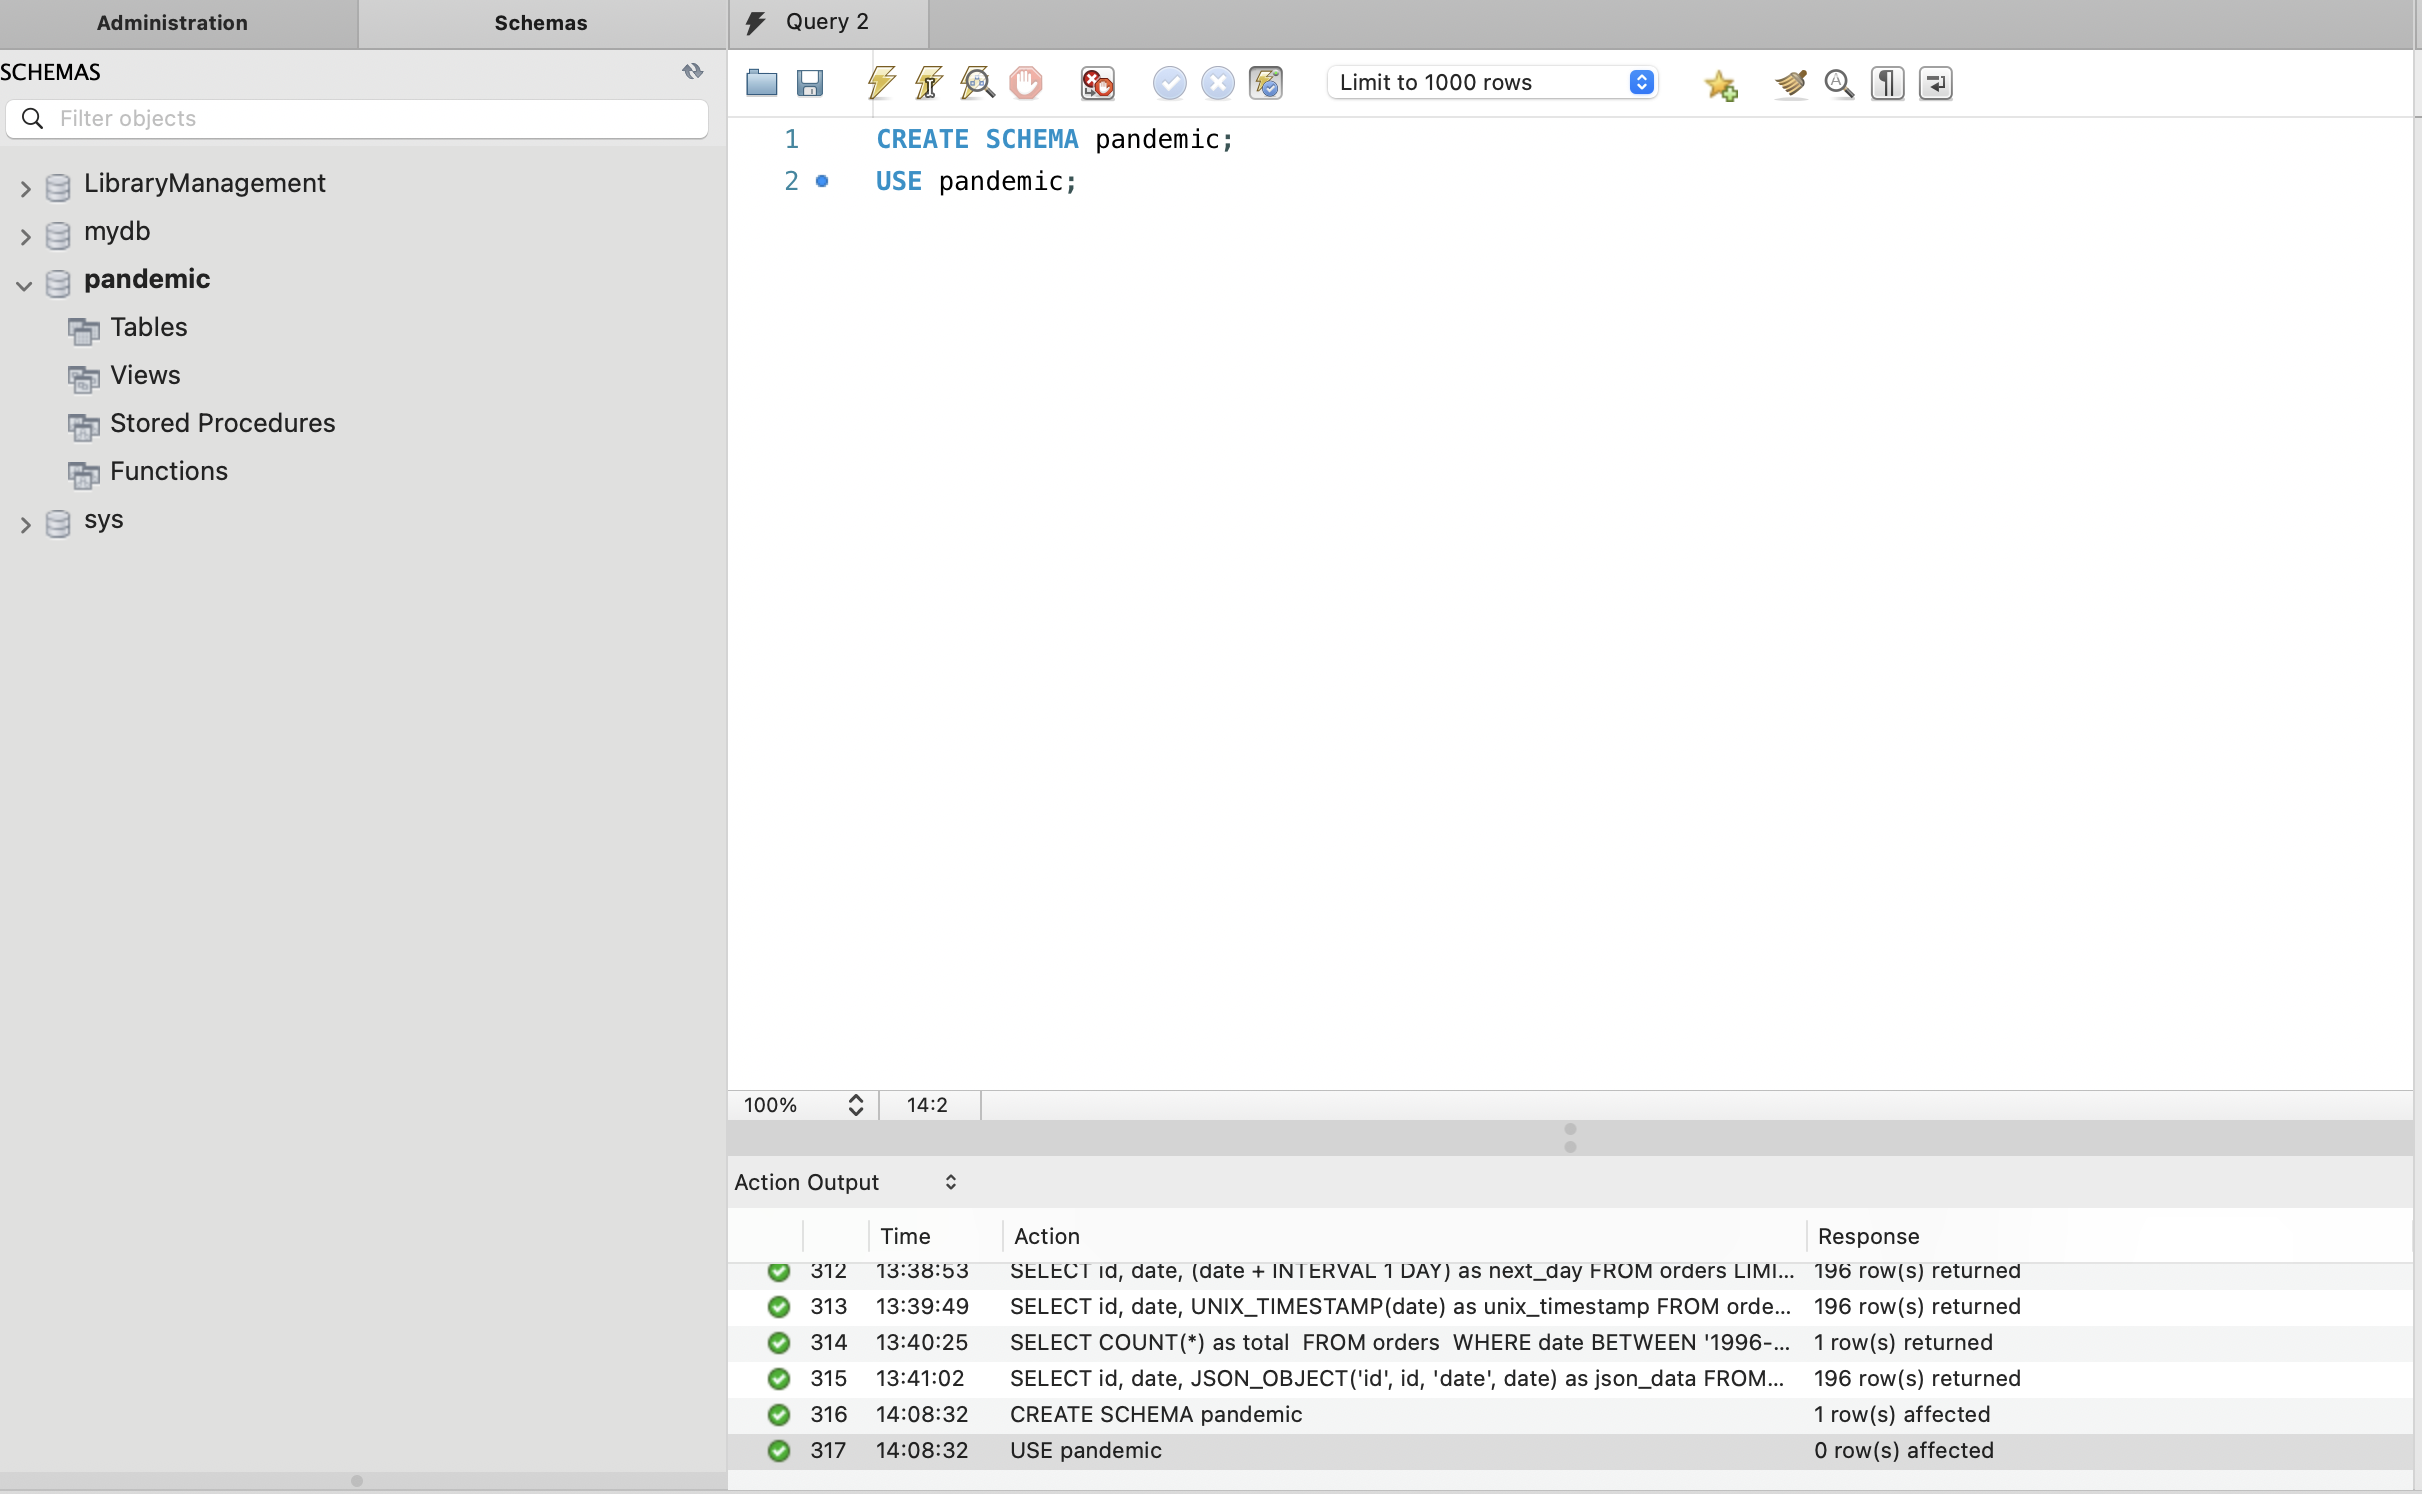 Administration
Schemas
Query 2
SCHEMAS
Filter objects
Limit to 1000 rows
LibraryManagement
mydb
pandemic
Tables
Views
Stored Procedures
Functions
sys
1 CREATE SCHEMA pandemic;
2 USE pandemic;
100% 14:2
Action Output
Time Action Response
312 13:38:53 SELECT id, date, (date + INTERVAL 1 DAY) as next_day FROM orders LIMI... 196 row(s) returned
313 13:39:49 SELECT id, date, UNIX_TIMESTAMP(date) as unix_timestamp FROM orde... 196 row(s) returned
314 13:40:25 SELECT COUNT(*) as total  FROM orders  WHERE date BETWEEN '1996-... 1 row(s) returned
315 13:41:02 SELECT id, date, JSON_OBJECT('id', id, 'date', date) as json_data FROM... 196 row(s) returned
316 14:08:32 CREATE SCHEMA pandemic 1 row(s) affected
317 14:08:32 USE pandemic 0 row(s) affected